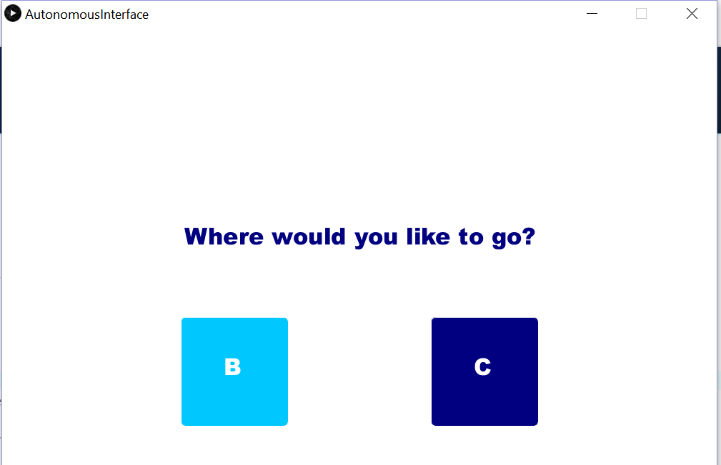 AutonomousInterface
Where would you like to go?
B
C